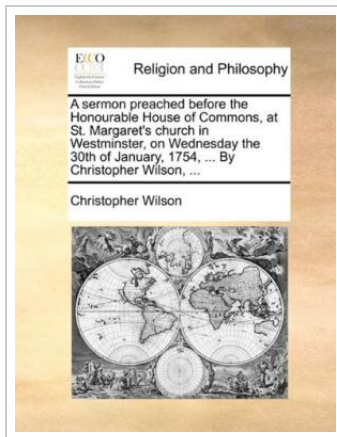 ECCO
Religion and Philosophy
A sermon preached before the
Honourable House of Commons, at
St. Margaret's church in
Westminster, on Wednesday the
30th of January, 1754, ... By
Christopher Wilson, ...
Christopher Wilson